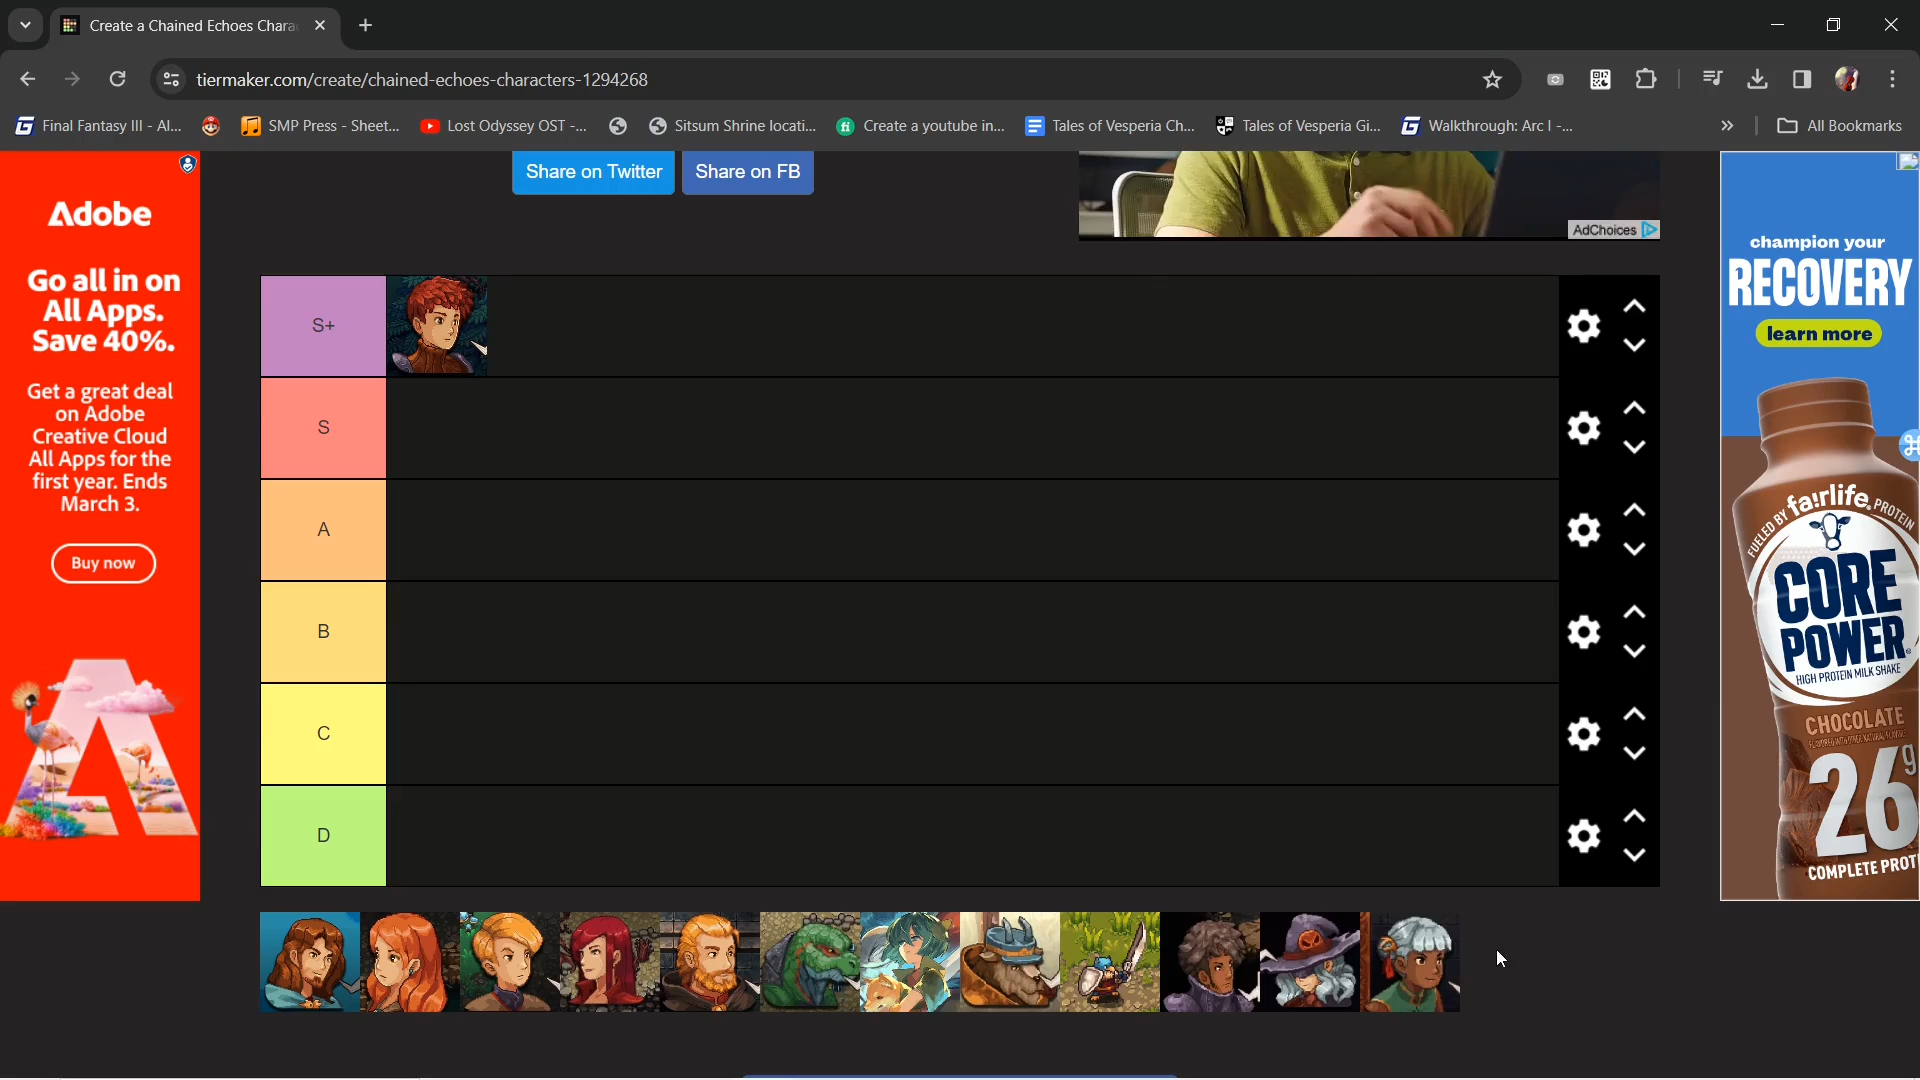 Create a Chained Echoes Chara
tiermaker.com/create/chained-echoes-characters-1294268
Final Fantasy III - Al...
SMP Press - Sheet...
Lost Odyssey OST -...
Sitsum Shrine locati...
Create a youtube in...
Tales of Vesperia Ch...
Tales of Vesperia Gi...
Walkthrough: Arc I -...
All Bookmarks
Share on Twitter
Share on FB
AdChoices
Adobe
Go all in on
All Apps.
Save 40%.
Get a great deal
on Adobe
Creative Cloud
All Apps for the
first year. Ends
March 3.
Buy now
S+
S
A
B
C
D
champion your
RECOVERY
learn more
FUELED BY fairlife PROTEIN
CORE
POWER
HIGH PROTEIN MILK SHAKE
CHOCOLATE
26g
COMPLETE PROT